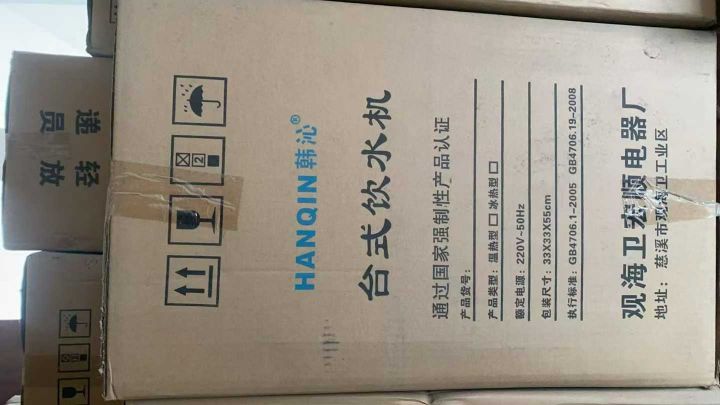 HANQIN韩沁®
台式饮水机
通过国家强制性产品认证
产品货号:
产品类型: 温热型□ 冰热型□
额定电源: 220V~50Hz
包装尺寸: 33X33X55cm
执行标准: GB4706.1-2005 GB4706.19-2008
观海卫宏顺电器厂
地址: 慈溪市观海卫工业区
2
轻放